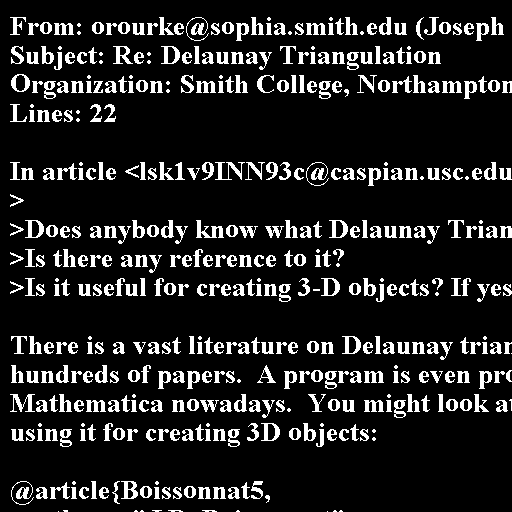 From: orourke@sophia.smith.edu (Joseph
Subject: Re: Delaunay Triangulation
Organization: Smith College, Northampton
Lines: 22
In article <lsk1v9INN93c@caspian.usc.edu
>
>Does anybody know what Delaunay Trian
>Is there any reference to it?
>Is it useful for creating 3-D objects? If yes
There is a vast literature on Delaunay trian
hundreds of papers.  A program is even pro
Mathematica nowadays.  You might look at
using it for creating 3D objects:
@article{Boissonnat5,